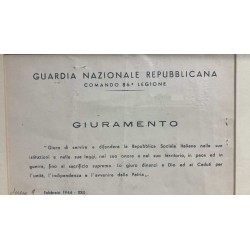 GUARDIA NAZIONALE REPUBBLICANA
COMANDO 86ª LEGIONE
GIURAMENTO
"Giuro di servire e difendere la Repubblica Sociale Italiana nelle sue
istituzioni e nelle sue leggi, nel suo onore e nel suo territorio, in pace ed in
guerra, fino al sacrificio supremo. Lo giuro dinanzi a Dio ed ai Caduti per
l'unità, l'indipendenza e l'avvenire della Patria."
9 febbraio 1944 - XXII.